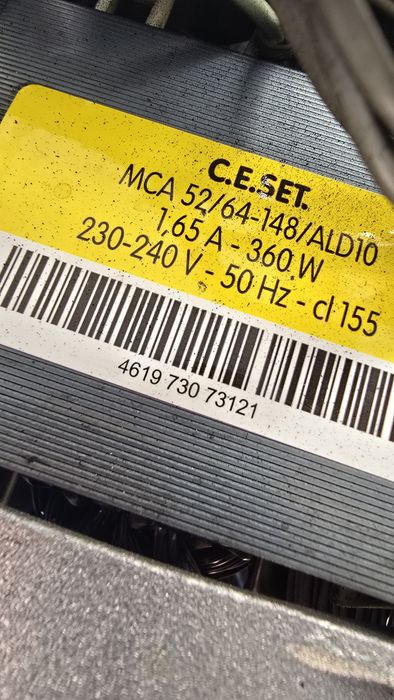 C.E.SET.
MCA 52/64-148/ALD10
1,65 A - 360 W
230-240 V - 50 Hz - cl 155
4619 730 73121